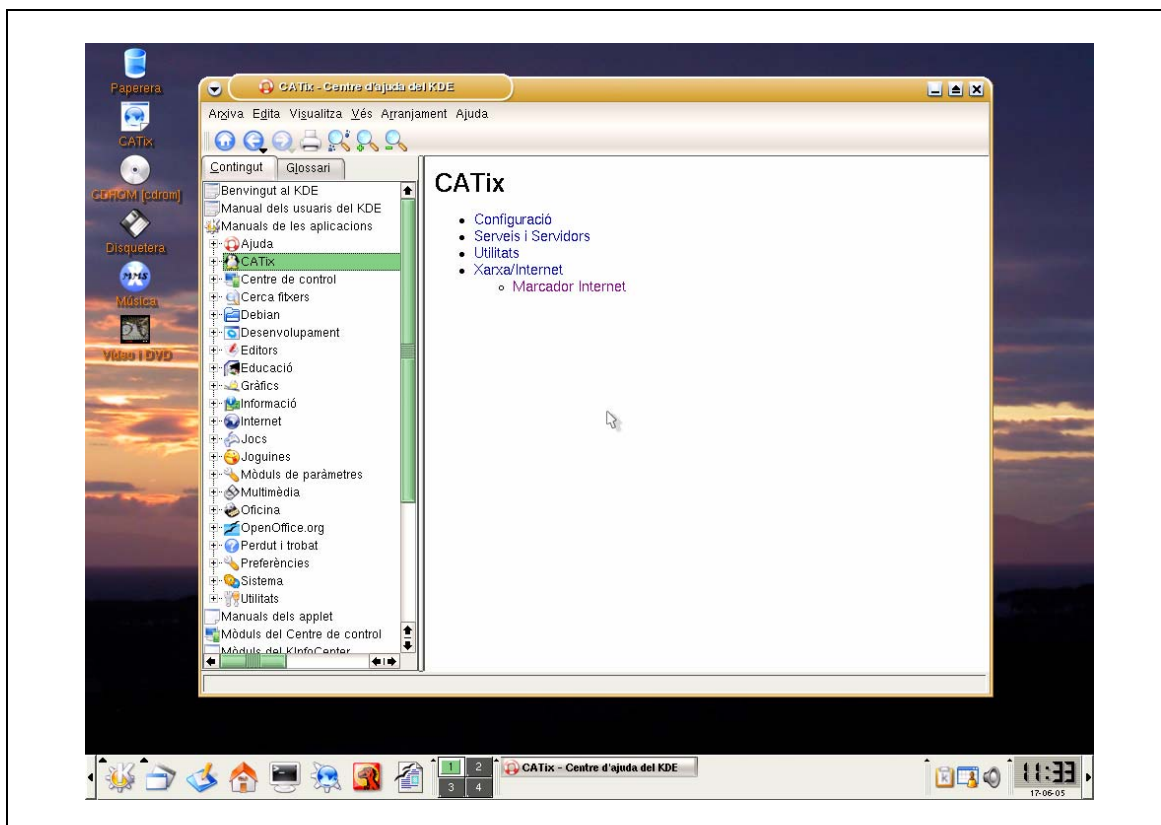 Paperera
CATix
CDROM [cdrom]
Disquetera
Música
Vídeo i DVD
CATix - Centre d'ajuda del KDE
Arxiva Edita Visualitza Vés Arranjament Ajuda
Contingut Glossari
Benvingut al KDE
Manual dels usuaris del KDE
Manuals de les aplicacions
Ajuda
CATix
Centre de control
Cerca fitxers
Debian
Desenvolupament
Editors
Educació
Gràfics
Informació
Internet
Jocs
Joguines
Mòduls de paràmetres
Multimèdia
Oficina
OpenOffice.org
Perdut i trobat
Preferències
Sistema
Utilitats
Manuals dels applet
Mòduls del Centre de control
Mòduls del KInfoCenter
CATix
Configuració
Serveis i Servidors
Utilitats
Xarxa/Internet
Marcador Internet
1 2
3 4
CATix - Centre d'ajuda del KDE
11:33
17-06-05